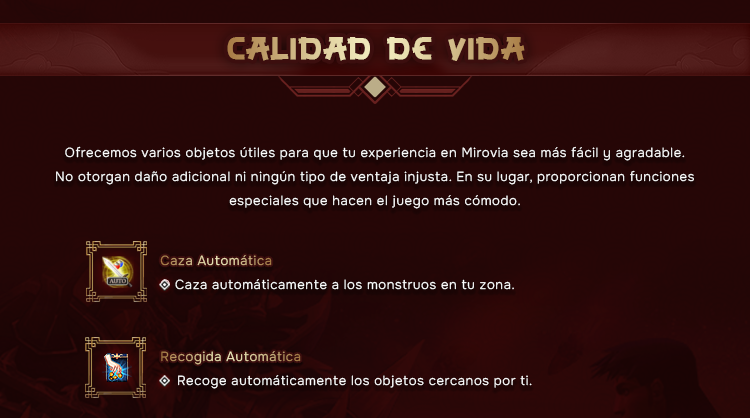 CALIDAD DE VIDA
Ofrecemos varios objetos útiles para que tu experiencia en Mirovia sea más fácil y agradable.
No otorgan daño adicional ni ningún tipo de ventaja injusta. En su lugar, proporcionan funciones
especiales que hacen el juego más cómodo.
Caza Automática
AUTO
Caza automáticamente a los monstruos en tu zona.
Recogida Automática
Recoge automáticamente los objetos cercanos por ti.